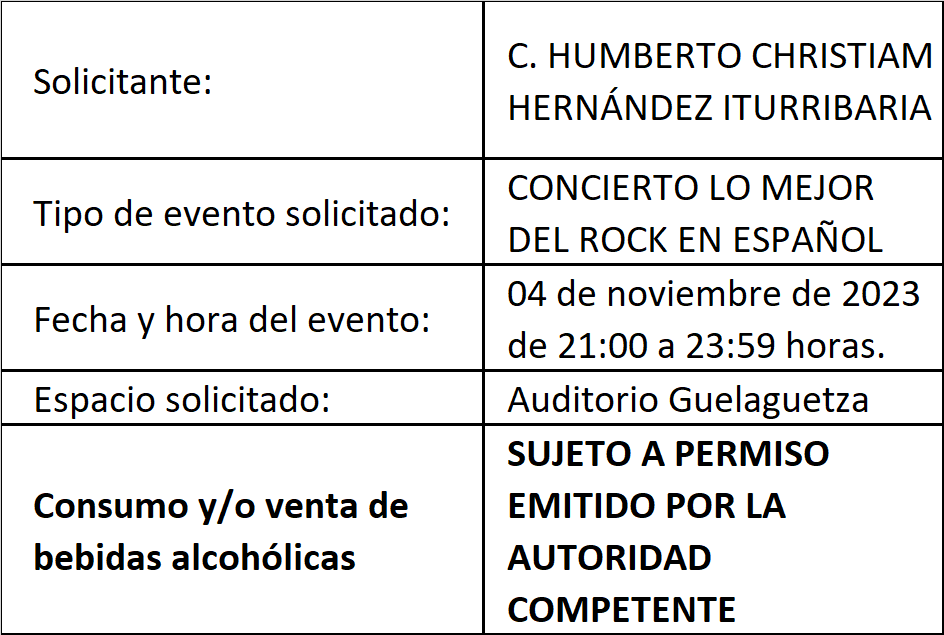 Solicitante:
C. HUMBERTO CHRISTIAM
HERNÁNDEZ ITURRIBARIA
Tipo de evento solicitado:
CONCIERTO LO MEJOR
DEL ROCK EN ESPAÑOL
Fecha y hora del evento:
04 de noviembre de 2023
de 21:00 a 23:59 horas.
Espacio solicitado:
Auditorio Guelaguetza
Consumo y/o venta de
bebidas alcohólicas
SUJETO A PERMISO
EMITIDO POR LA
AUTORIDAD
COMPETENTE